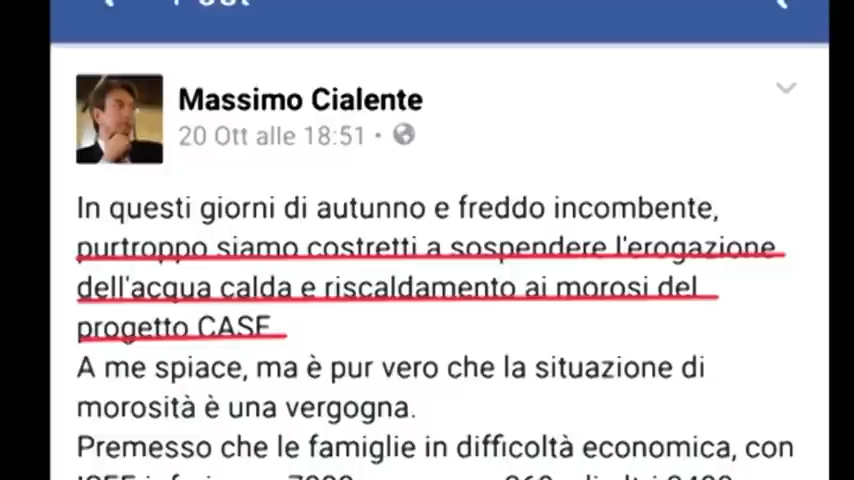 Massimo Cialente
20 Ott alle 18:51 •
In questi giorni di autunno e freddo incombente,
purtroppo siamo costretti a sospendere l'erogazione
dell'acqua calda e riscaldamento ai morosi del
progetto CASE
A me spiace, ma è pur vero che la situazione di
morosità è una vergogna.
Premesso che le famiglie in difficoltà economica, con